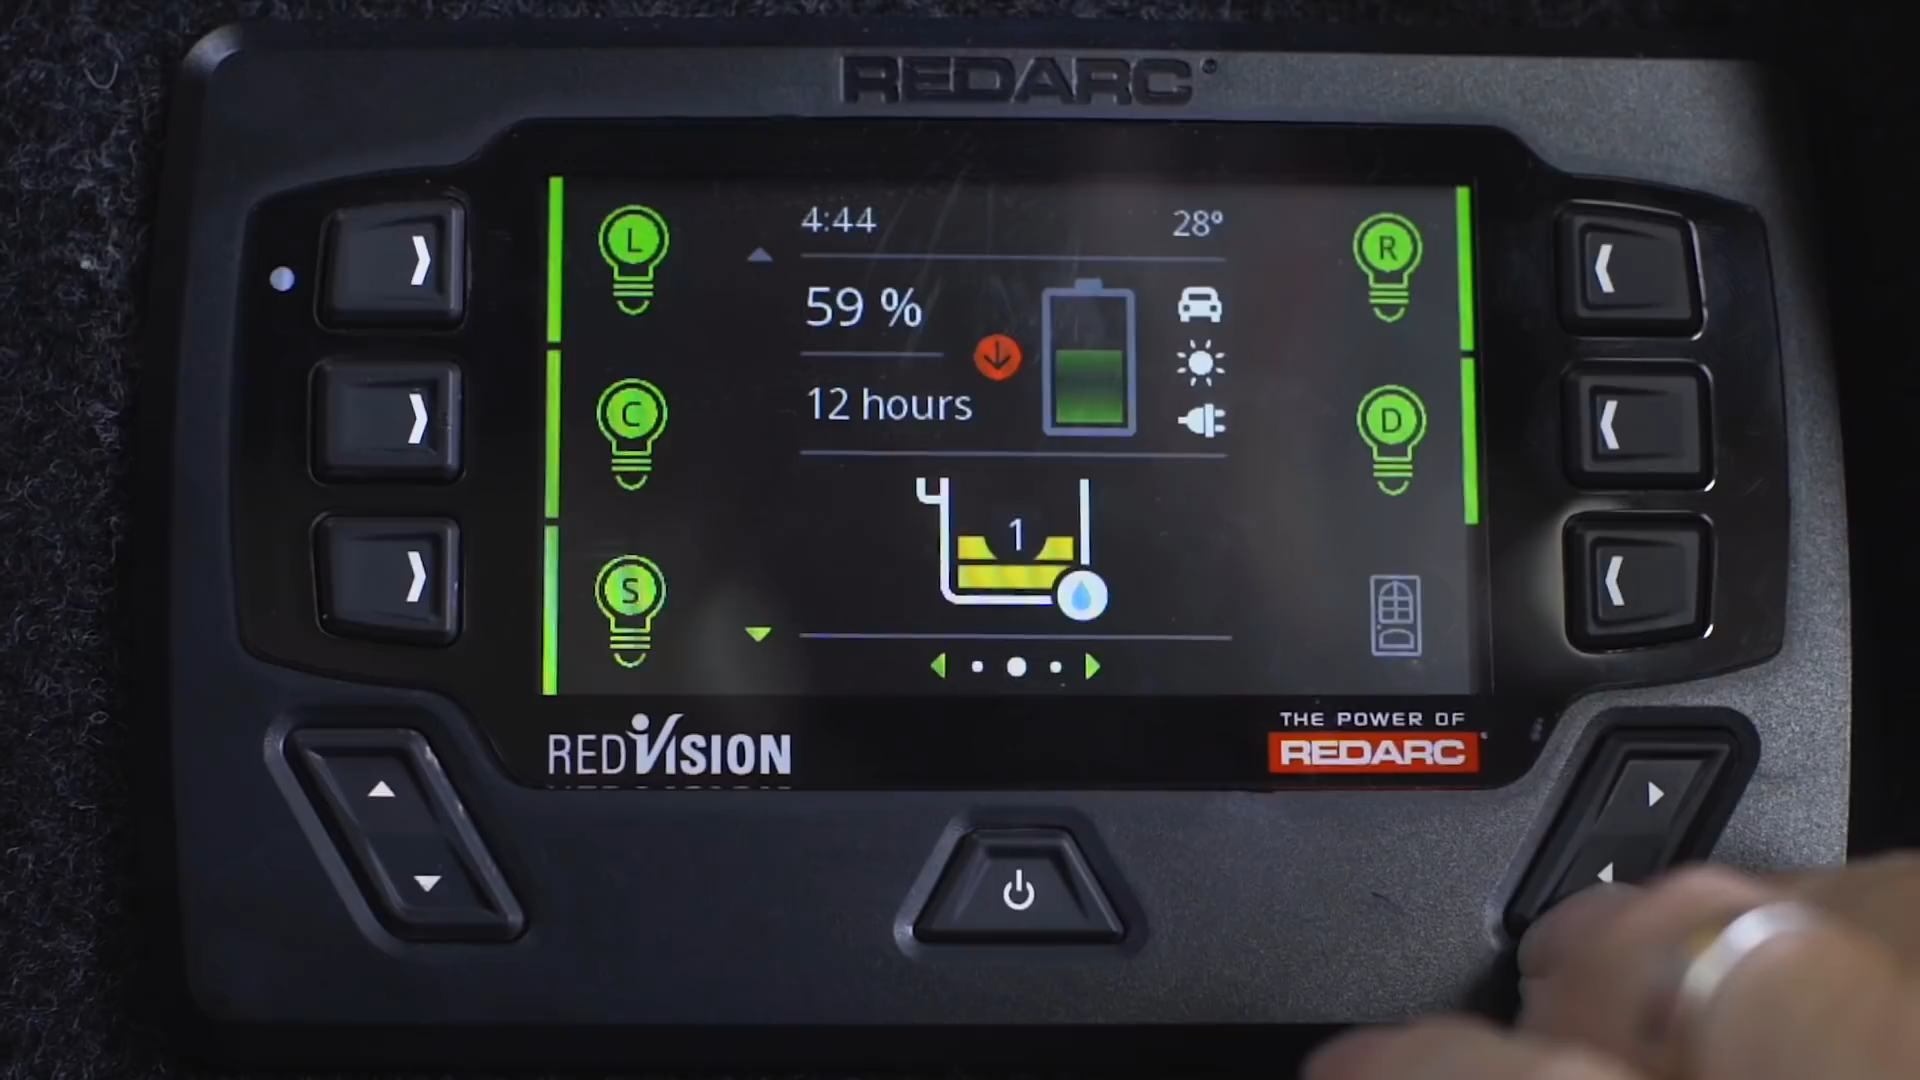 REDARC
L
4:44
28°
R
59 %
12 hours
C
D
1
S
REDVISION
THE POWER OF
REDARC